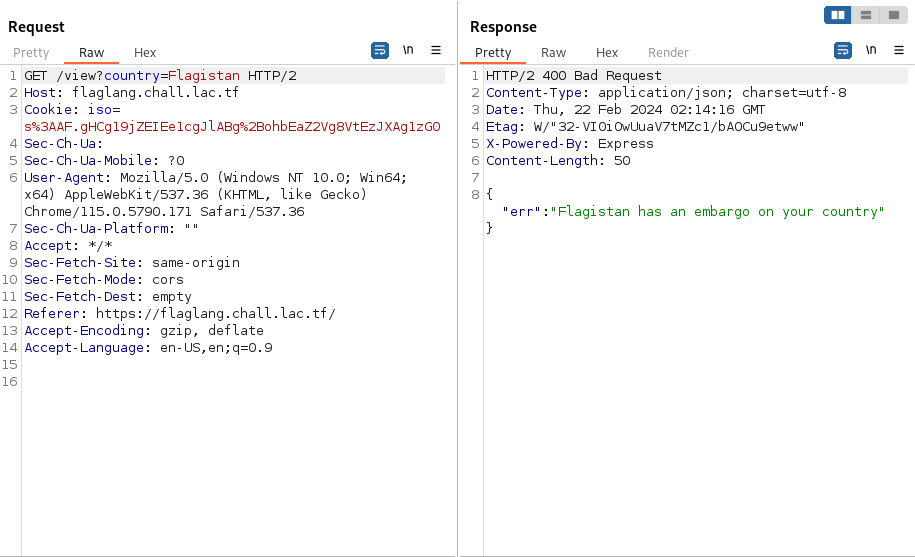 Request
Pretty Raw Hex
\n
1 GET /view?country=Flagistan HTTP/2
2 Host: flaglang.chall.lac.tf
3 Cookie: iso=
s%3AAF.gHCg19jZEIEe1cgJlABg%2BohbEaZ2Vg8VtEzJXAg1zG0
4 Sec-Ch-Ua:
5 Sec-Ch-Ua-Mobile: ?0
6 User-Agent: Mozilla/5.0 (Windows NT 10.0; Win64;
x64) AppleWebKit/537.36 (KHTML, like Gecko)
Chrome/115.0.5790.171 Safari/537.36
7 Sec-Ch-Ua-Platform: ""
8 Accept: */*
9 Sec-Fetch-Site: same-origin
10 Sec-Fetch-Mode: cors
11 Sec-Fetch-Dest: empty
12 Referer: https://flaglang.chall.lac.tf/
13 Accept-Encoding: gzip, deflate
14 Accept-Language: en-US,en;q=0.9
15
16
Response
Pretty Raw Hex Render
\n
1 HTTP/2 400 Bad Request
2 Content-Type: application/json; charset=utf-8
3 Date: Thu, 22 Feb 2024 02:14:16 GMT
4 Etag: W/"32-VI0iOwUuaV7tMZc1/bAOCu9etww"
5 X-Powered-By: Express
6 Content-Length: 50
7
8 {
"err":"Flagistan has an embargo on your country"
}